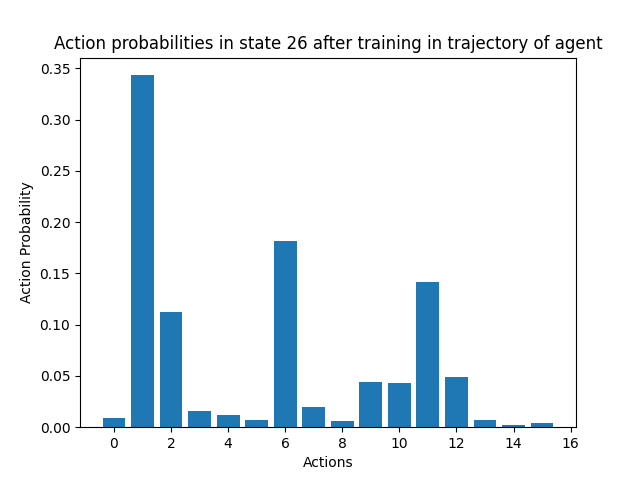 Action probabilities in state 26 after training in trajectory of agent
0.35
0.30
0.25
0.20
0.15
0.10
0.05
0.00
Action Probability
0 2 4 6 8 10 12 14 16
Actions